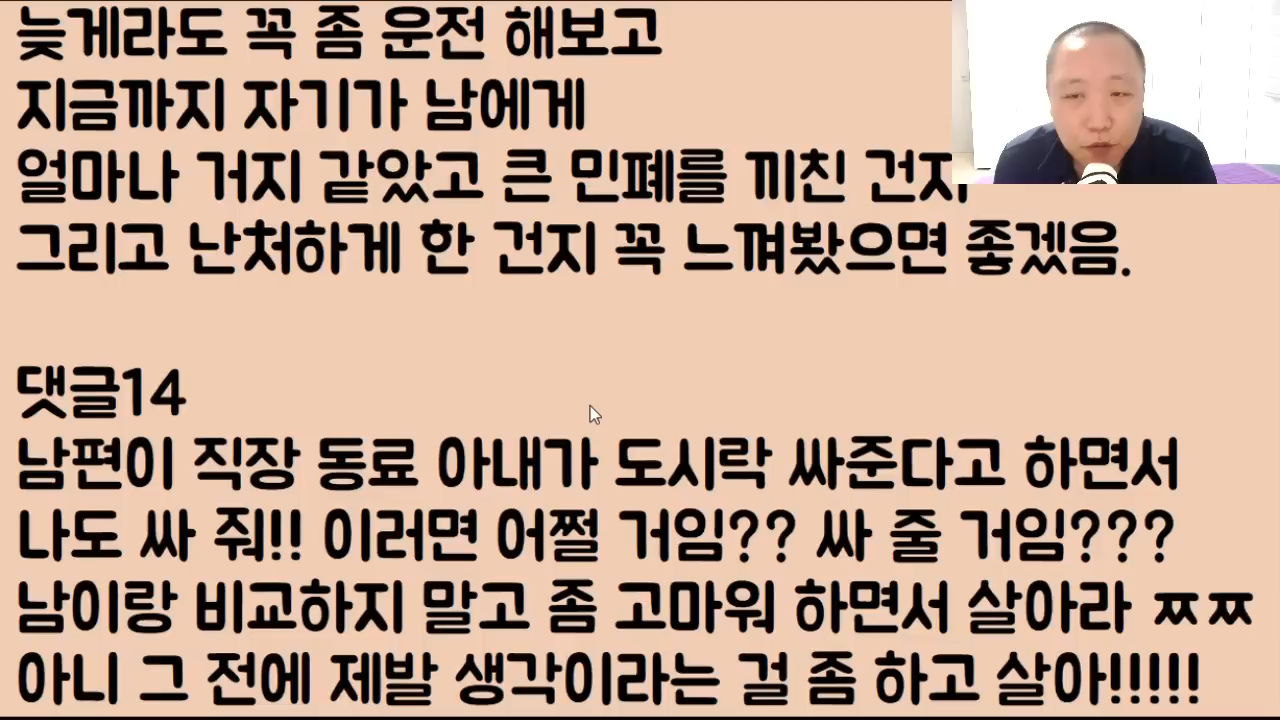 늦게라도 꼭 좀 운전 해보고
지금까지 자기가 남에게
얼마나 거지 같았고 큰 민폐를 끼친 건지
그리고 난처하게 한 건지 꼭 느껴봤으면 좋겠음.
댓글14
남편이 직장 동료 아내가 도시락 싸준다고 하면서
나도 싸 줘!! 이러면 어쩔 거임?? 싸 줄 거임???
남이랑 비교하지 말고 좀 고마워 하면서 살아라 ㅉㅉ
아니 그 전에 제발 생각이라는 걸 좀 하고 살아!!!!!